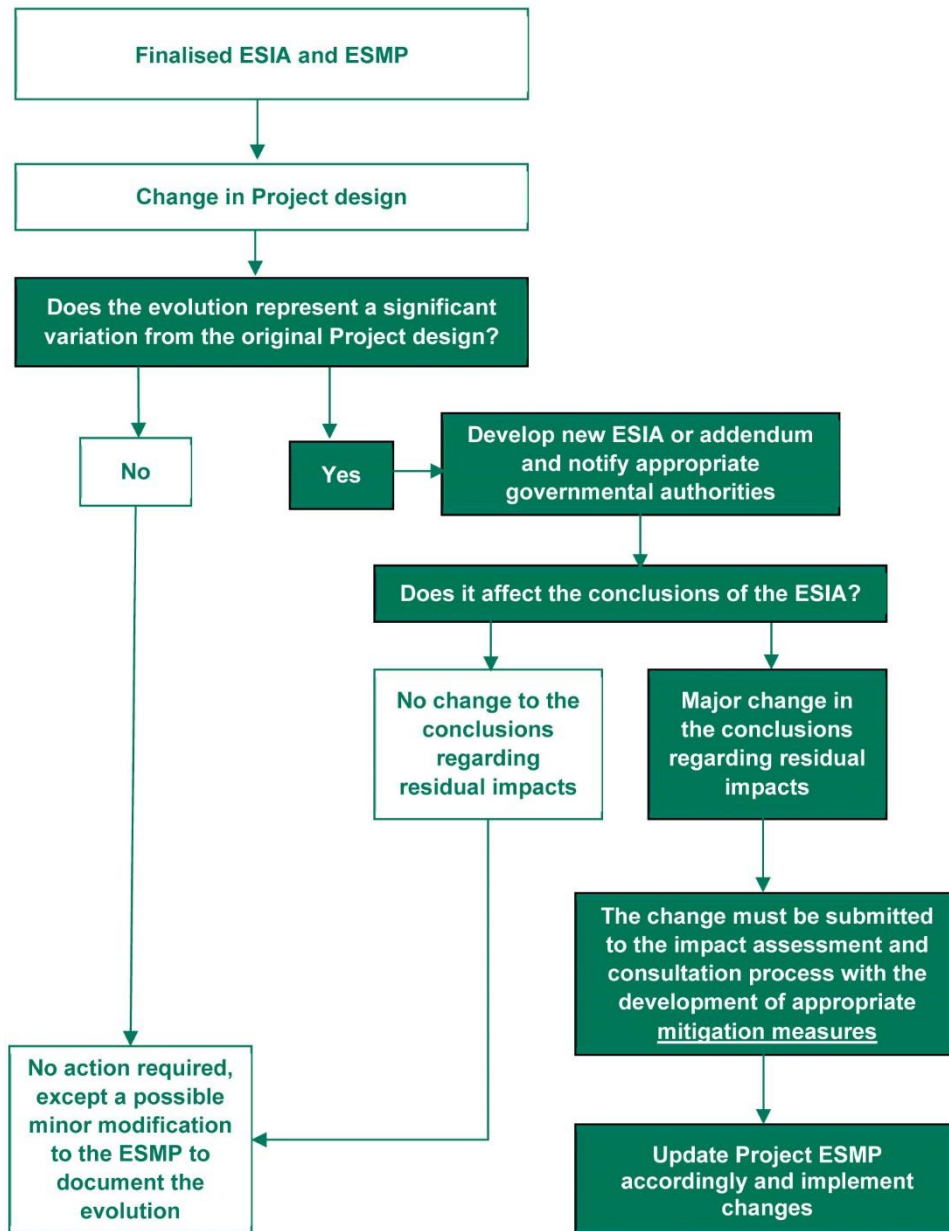 Finalised ESIA and ESMP
Change in Project design
Does the evolution represent a significant
variation from the original Project design?
No
Yes
Develop new ESIA or addendum
and notify appropriate
governmental authorities
Does it affect the conclusions of the ESIA?
No change to the
conclusions
regarding
residual impacts
Major change in
the conclusions
regarding residual
impacts
The change must be submitted
to the impact assessment and
consultation process with the
development of appropriate
mitigation measures
No action required,
except a possible
minor modification
to the ESMP to
document the
evolution
Update Project ESMP
accordingly and implement
changes